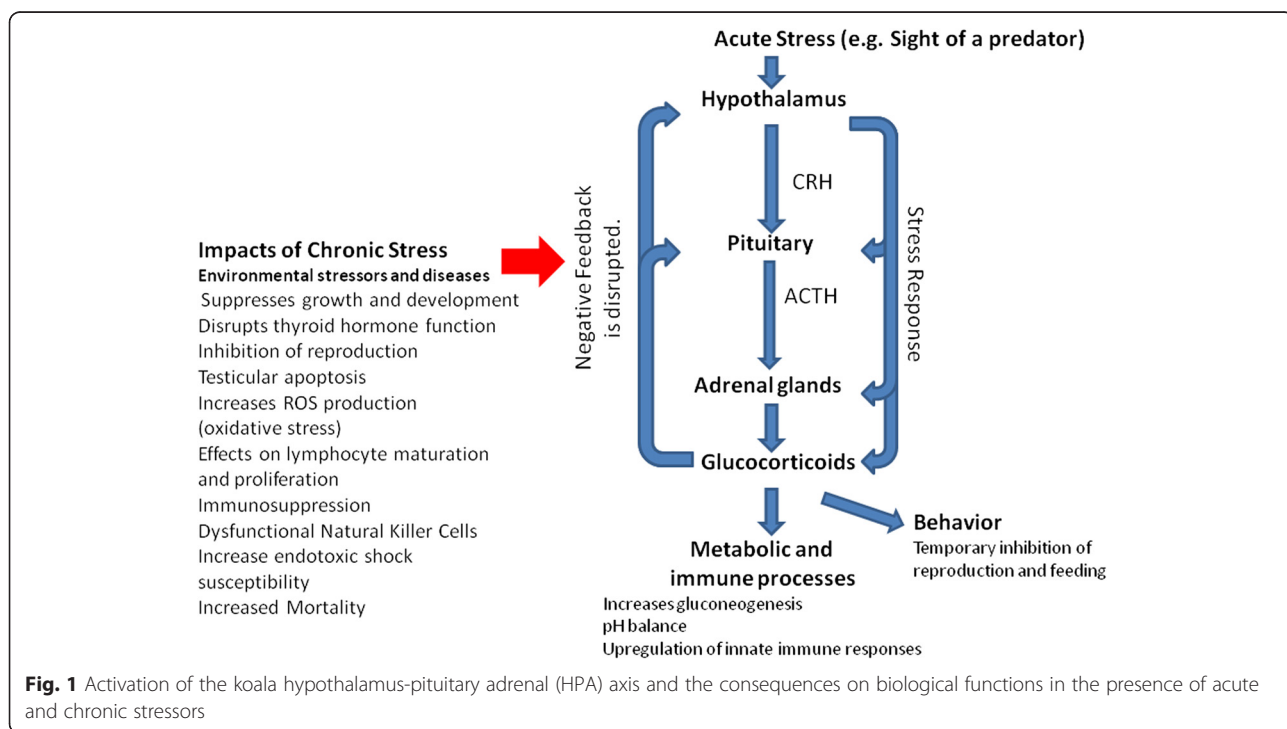 Acute Stress (e.g. Sight of a predator)
Hypothalamus
CRH
Pituitary
ACTH
Adrenal glands
Glucocorticoids
Stress Response
Negative Feedback
is disrupted.
Impacts of Chronic Stress
Environmental stressors and diseases
Suppresses growth and development
Disrupts thyroid hormone function
Inhibition of reproduction
Testicular apoptosis
Increases ROS production
(oxidative stress)
Effects on lymphocyte maturation
and proliferation
Immunosuppression
Dysfunctional Natural Killer Cells
Increase endotoxic shock
susceptibility
Increased Mortality
Metabolic and
immune processes
Increases gluconeogenesis
pH balance
Upregulation of innate immune responses
Behavior
Temporary inhibition of
reproduction and feeding
Fig. 1 Activation of the koala hypothalamus-pituitary adrenal (HPA) axis and the consequences on biological functions in the presence of acute
and chronic stressors